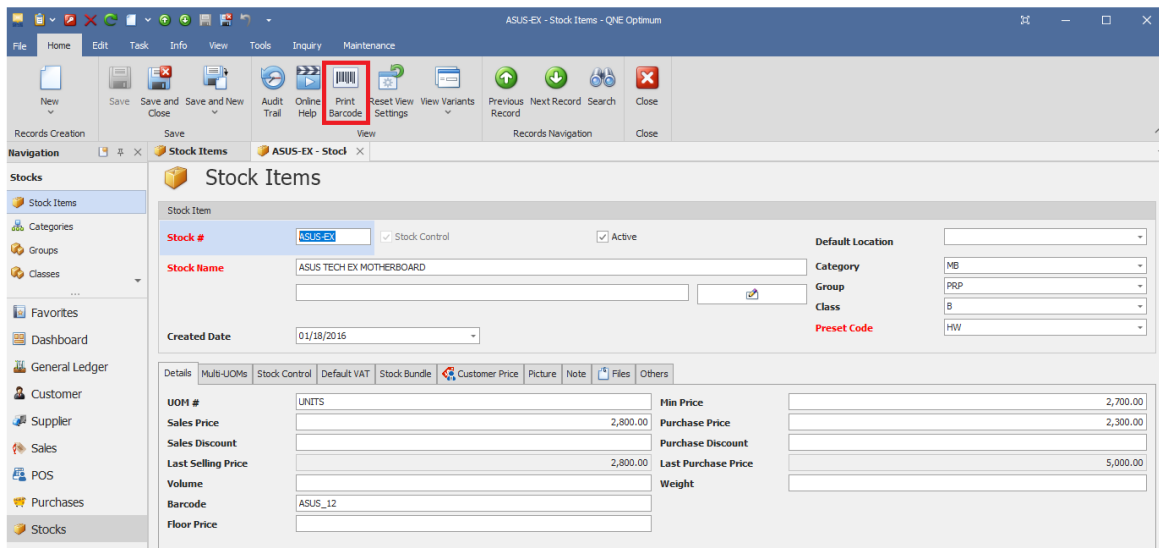 ASUS-EX - Stock Items - QNE Optimum
File Home Edit Task Info View Tools Inquiry Maintenance
New Save Save and Close Save and New Audit Trail Online Help Print Barcode Reset View Settings View Variants Previous Record Next Record Search Close
Records Creation Save View Records Navigation Close
Navigation Stock Items ASUS-EX - Stock
Stocks
Stock Items
Categories
Groups
Classes
...
Favorites
Dashboard
General Ledger
Customer
Supplier
Sales
POS
Purchases
Stocks
Stock Items
Stock Item
Stock # ASUS-EX Stock Control Active Default Location
Stock Name ASUS TECH EX MOTHERBOARD Category MB
Group PRP
Class B
Created Date 01/18/2016 Preset Code HW
Details Multi-UOMs Stock Control Default VAT Stock Bundle Customer Price Picture Note Files Others
UOM # UNITS Min Price 2,700.00
Sales Price 2,800.00 Purchase Price 2,300.00
Sales Discount Purchase Discount
Last Selling Price 2,800.00 Last Purchase Price 5,000.00
Volume Weight
Barcode ASUS_12
Floor Price